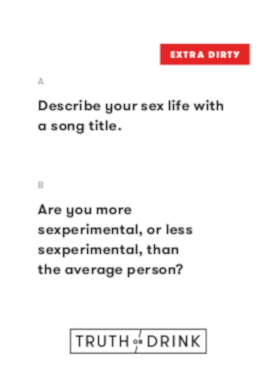 EXTRA DIRTY
A
Describe your sex life with
a song title.
B
Are you more
sexperimental, or less
sexperimental, than
the average person?
TRUTH OR DRINK